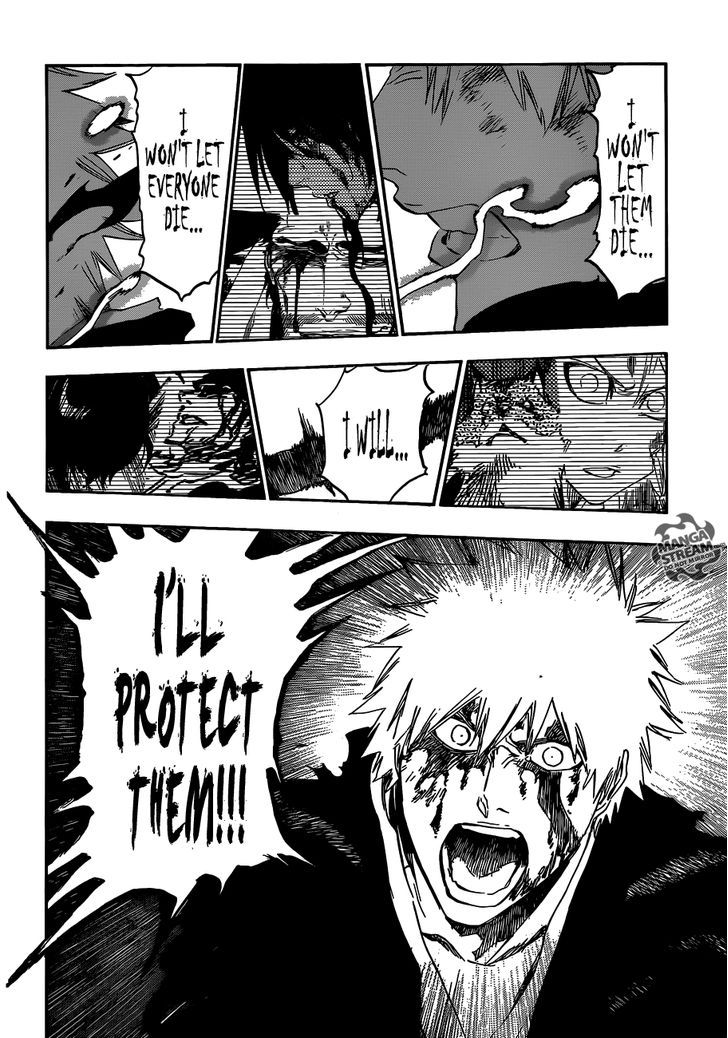 I
WON'T
LET
THEM
DIE...
I
WON'T LET
EVERYONE
DIE...
I WILL...
MANGA
STREAM
I'LL
PROTECT
THEM!!!